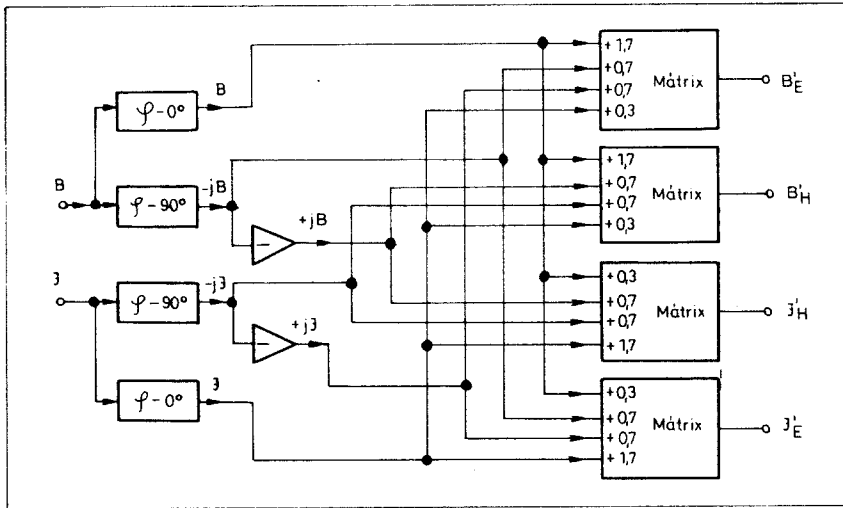 B
φ-0°
B
φ-90°
-jB
+jB
J
φ-90°
-jJ
+jJ
φ-0°
J
+1,7
+0,7
+0,7
+0,3
Mátrix
B'E
+1,7
+0,7
+0,7
+0,3
Mátrix
B'H
+0,3
+0,7
+0,7
+1,7
Mátrix
J'H
+0,3
+0,7
+0,7
+1,7
Mátrix
J'E